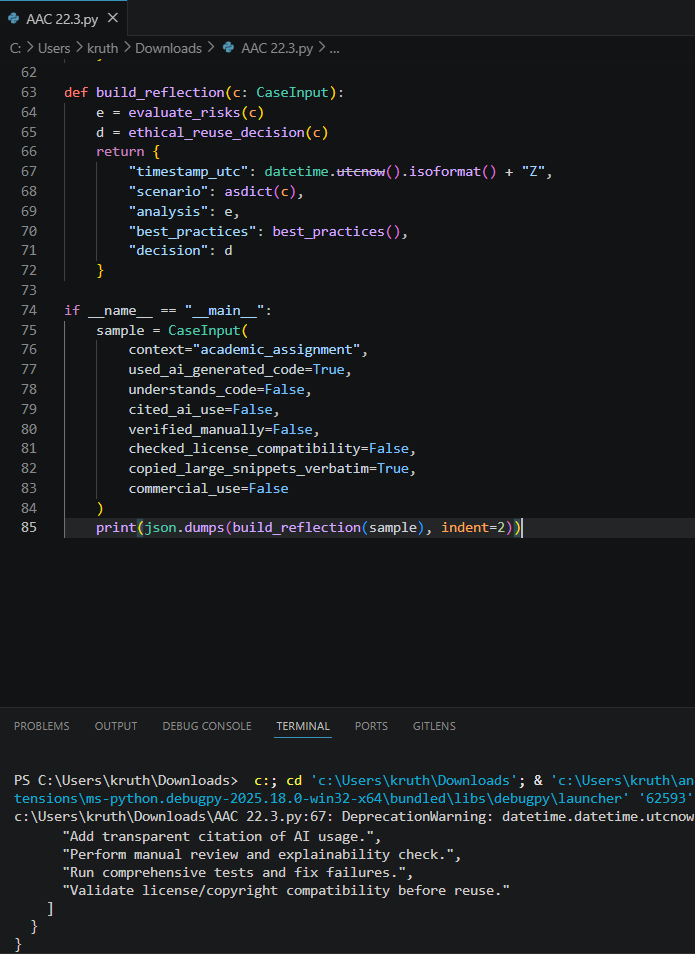 AAC 22.3.py
C: > Users > kruth > Downloads > AAC 22.3.py > ...
62
63 def build_reflection(c: CaseInput):
64     e = evaluate_risks(c)
65     d = ethical_reuse_decision(c)
66     return {
67         "timestamp_utc": datetime.utcnow().isoformat() + "Z",
68         "scenario": asdict(c),
69         "analysis": e,
70         "best_practices": best_practices(),
71         "decision": d
72     }
73
74 if __name__ == "__main__":
75     sample = CaseInput(
76         context="academic_assignment",
77         used_ai_generated_code=True,
78         understands_code=False,
79         cited_ai_use=False,
80         verified_manually=False,
81         checked_license_compatibility=False,
82         copied_large_snippets_verbatim=True,
83         commercial_use=False
84     )
85     print(json.dumps(build_reflection(sample), indent=2))
PROBLEMS OUTPUT DEBUG CONSOLE TERMINAL PORTS GITLENS
PS C:\Users\kruth\Downloads>  c:; cd 'c:\Users\kruth\Downloads'; & 'c:\Users\kruth\an
tensions\ms-python.debugpy-2025.18.0-win32-x64\bundled\libs\debugpy\launcher' '62593'
c:\Users\kruth\Downloads\AAC 22.3.py:67: DeprecationWarning: datetime.datetime.utcnow
      "Add transparent citation of AI usage.",
      "Perform manual review and explainability check.",
      "Run comprehensive tests and fix failures.",
      "Validate license/copyright compatibility before reuse."
    ]
  }
}